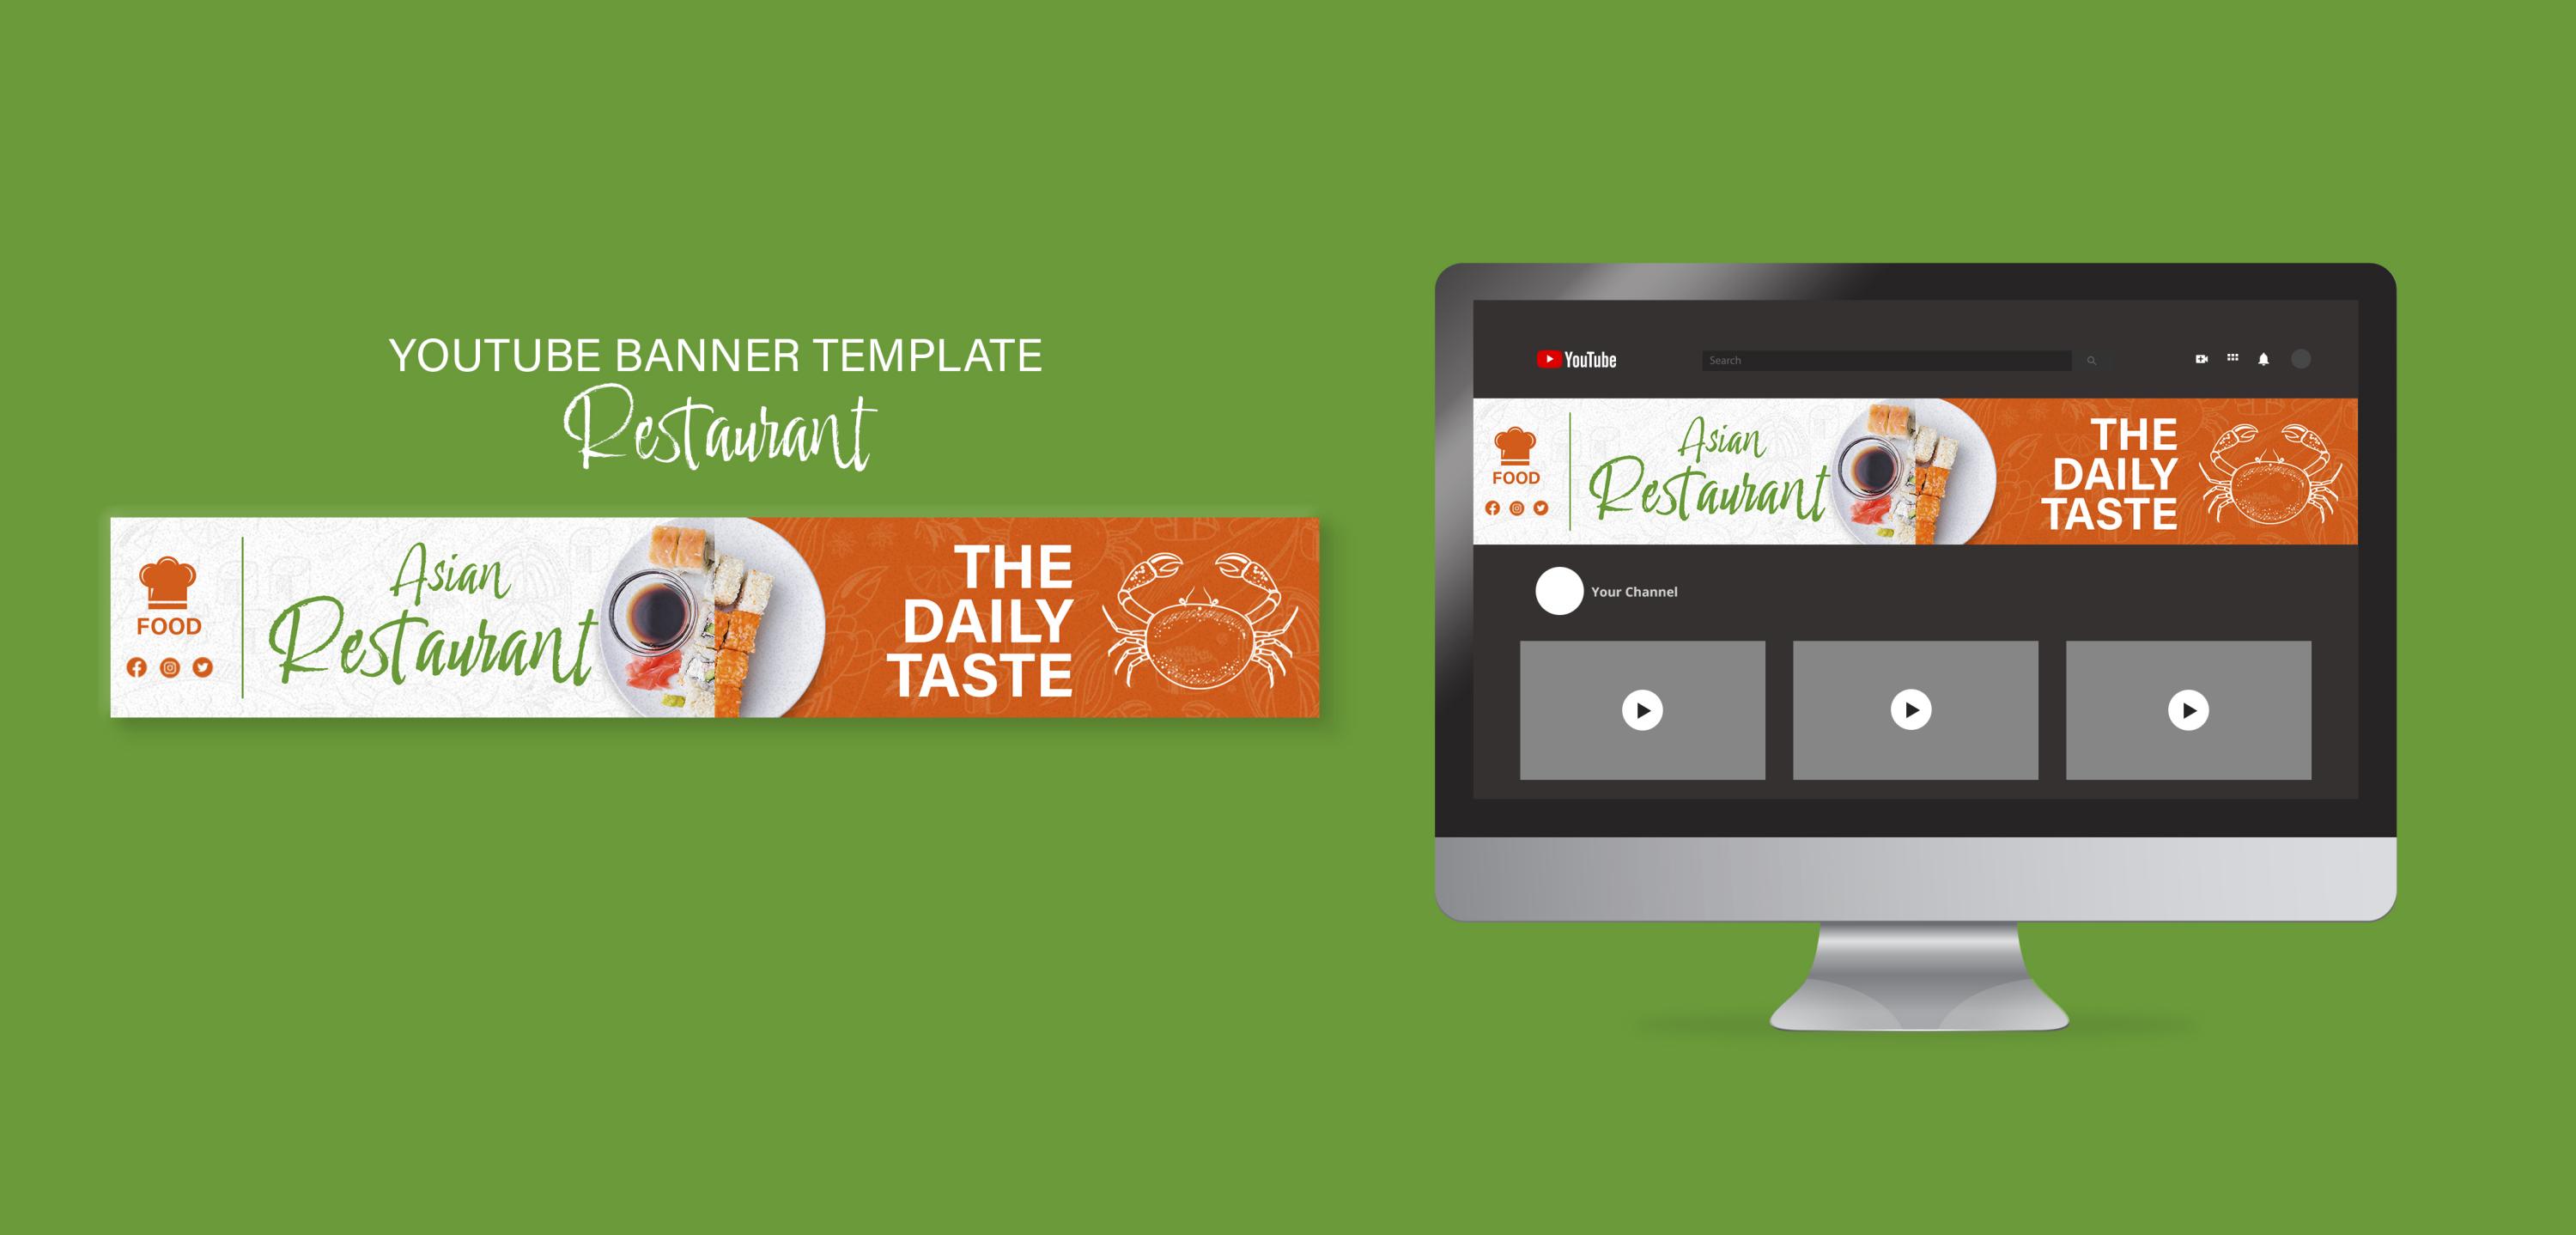 YOUTUBE BANNER TEMPLATE
Restaurant
FOOD
Asian
Restaurant
THE
DAILY
TASTE
YouTube
Search
FOOD
Asian
Restaurant
THE
DAILY
TASTE
Your Channel